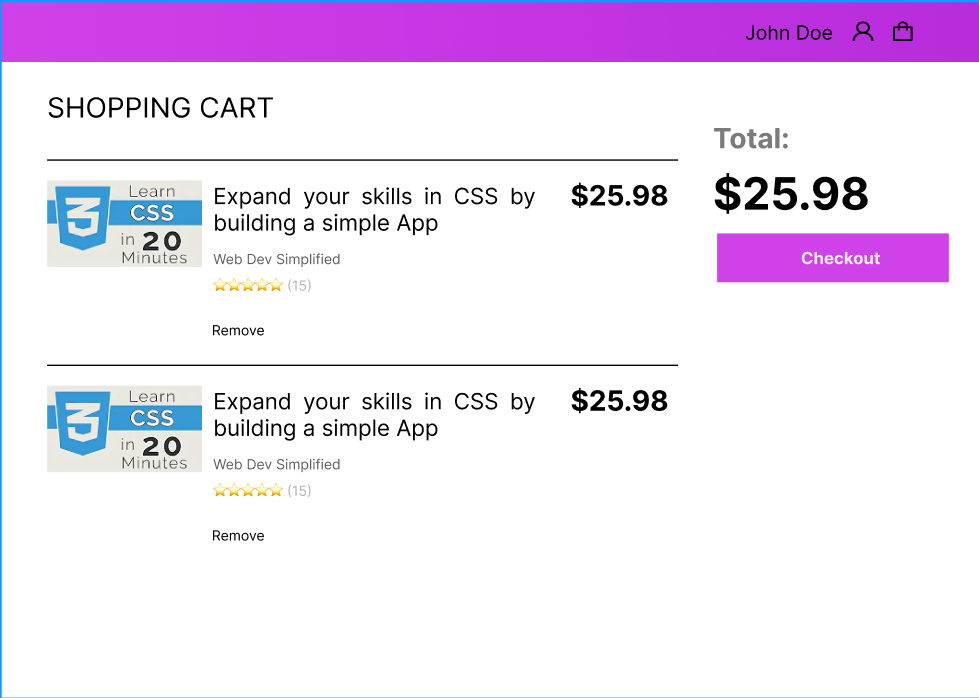 John Doe
SHOPPING CART
Learn
CSS
in 20
Minutes
Expand your skills in CSS by
building a simple App
Web Dev Simplified
(15)
Remove
$25.98
Learn
CSS
in 20
Minutes
Expand your skills in CSS by
building a simple App
Web Dev Simplified
(15)
Remove
$25.98
Total:
$25.98
Checkout